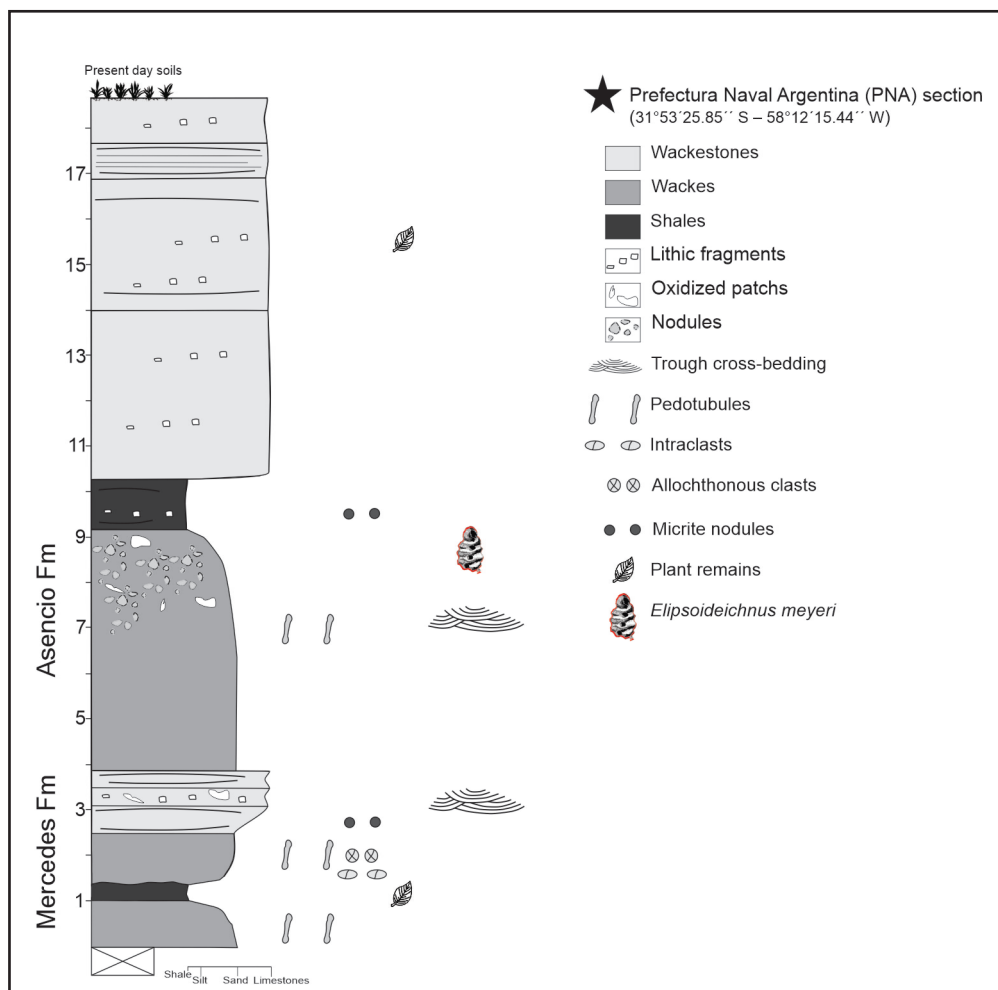 Present day soils
17
15
13
11
9
7
5
3
1
Asencio Fm
Mercedes Fm
Shale
Silt
Sand
Limestones
Prefectura Naval Argentina (PNA) section
(31°53´25.85´´ S – 58°12´15.44´´ W)
Wackestones
Wackes
Shales
Lithic fragments
Oxidized patchs
Nodules
Trough cross-bedding
Pedotubules
Intraclasts
Allochthonous clasts
Micrite nodules
Plant remains
Elipsoideichnus meyeri